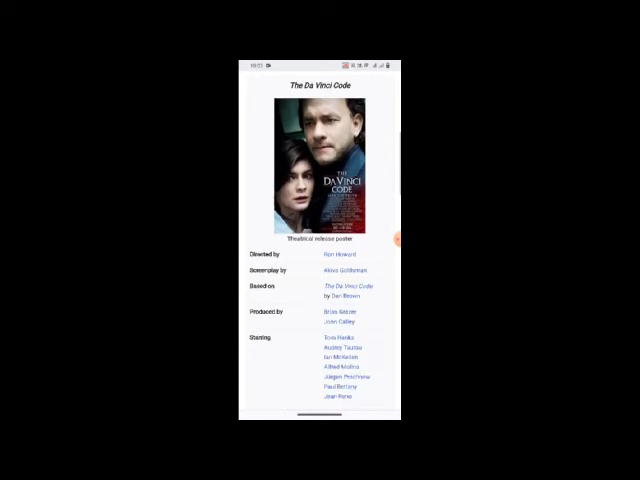 The Da Vinci Code
THE
DA VINCI
CODE
Theatrical release poster
Directed by Ron Howard
Screenplay by Akiva Goldsman
Based on The Da Vinci Code
by Dan Brown
Produced by Brian Grazer
John Calley
Starring Tom Hanks
Audrey Tautou
Ian McKellen
Alfred Molina
Jürgen Prochnow
Paul Bettany
Jean Reno